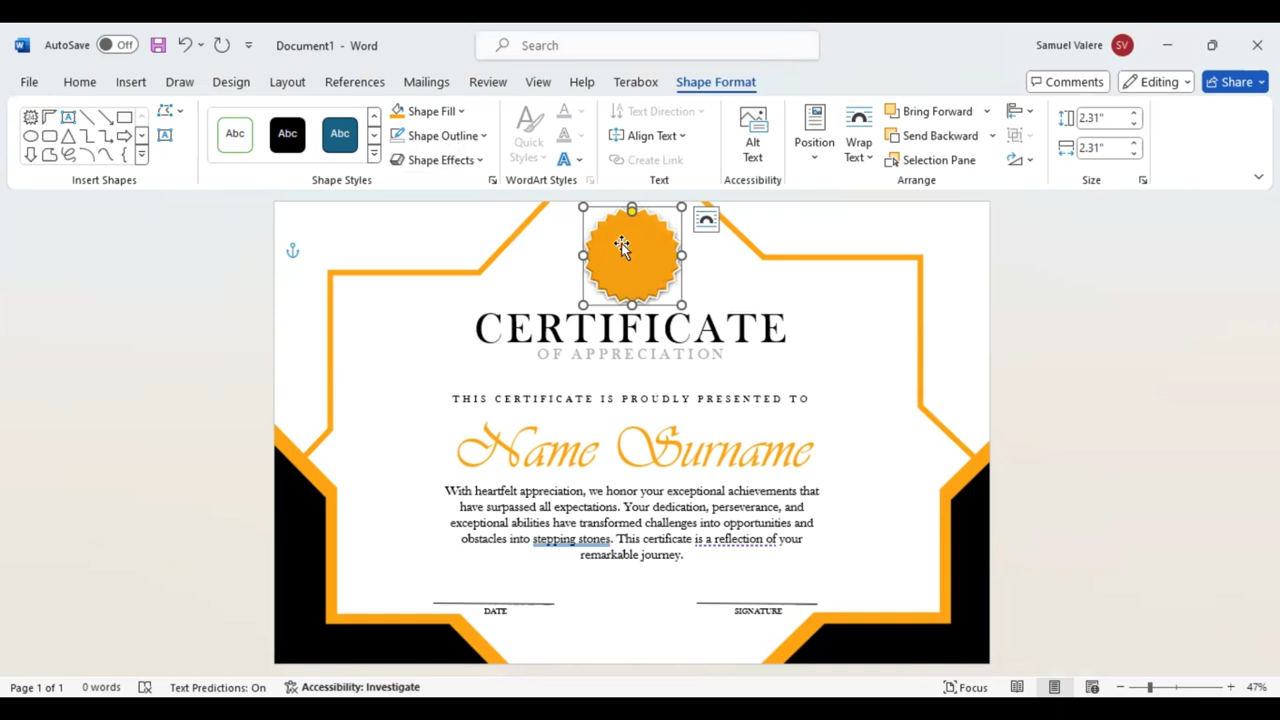 AutoSave Off Document1 - Word Search Samuel Valere SV
File Home Insert Draw Design Layout References Mailings Review View Help Terabox Shape Format Comments Editing Share
Abc Abc Abc
Shape Fill
Shape Outline
Shape Effects
Quick Styles
Text Direction
Align Text
Create Link
Alt Text
Position
Wrap Text
Bring Forward
Send Backward
Selection Pane
2.31"
2.31"
Insert Shapes Shape Styles WordArt Styles Text Accessibility Arrange Size
CERTIFICATE
OF APPRECIATION
THIS CERTIFICATE IS PROUDLY PRESENTED TO
Name Surname
With heartfelt appreciation, we honor your exceptional achievements that
have surpassed all expectations. Your dedication, perseverance, and
exceptional abilities have transformed challenges into opportunities and
obstacles into stepping stones. This certificate is a reflection of your
remarkable journey.
DATE SIGNATURE
Page 1 of 1 0 words Text Predictions: On Accessibility: Investigate Focus 47%